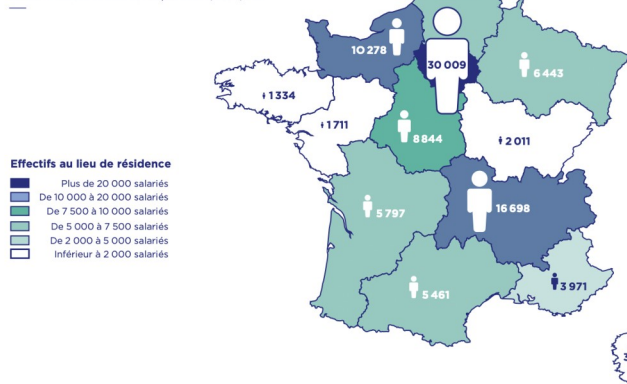 10 278
30 009
6 443
1 334
1 711
8 844
2 011
Effectifs au lieu de résidence
Plus de 20 000 salariés
De 10 000 à 20 000 salariés
De 7 500 à 10 000 salariés
De 5 000 à 7 500 salariés
De 2 000 à 5 000 salariés
Inférieur à 2 000 salariés
5 797
16 698
5 461
3 971